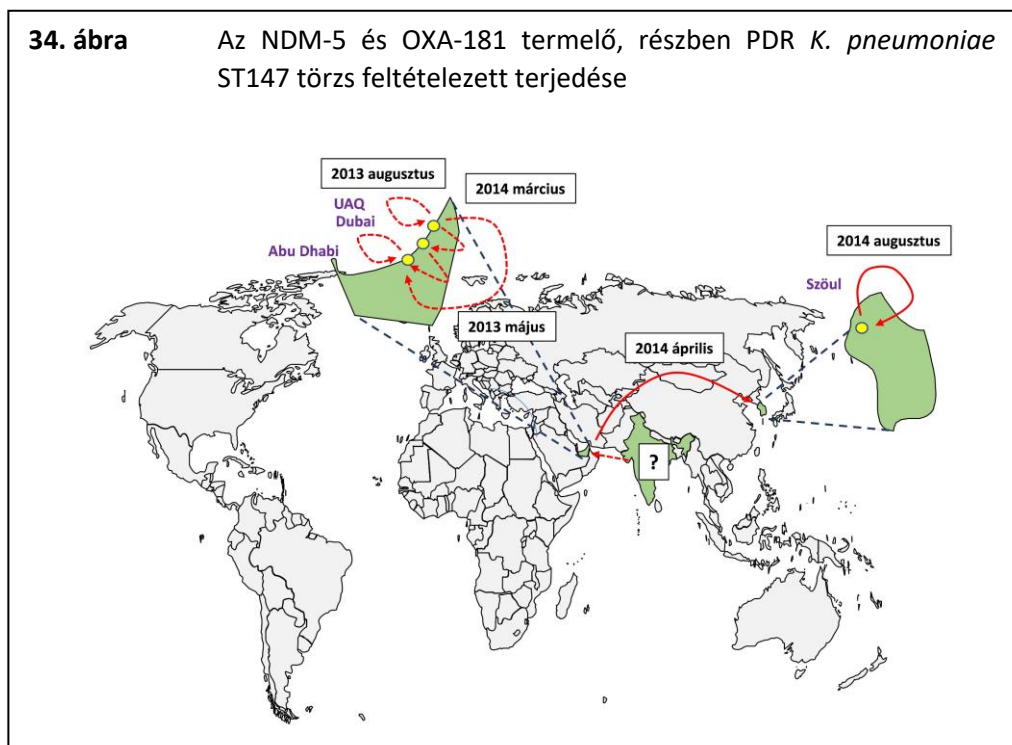 34. ábra Az NDM-5 és OXA-181 termelő, részben PDR K. pneumoniae
ST147 törzs feltételezett terjedése
2013 augusztus
2014 március
UAQ
Dubai
Abu Dhabi
2014 augusztus
Szöul
2013 május
2014 április
?